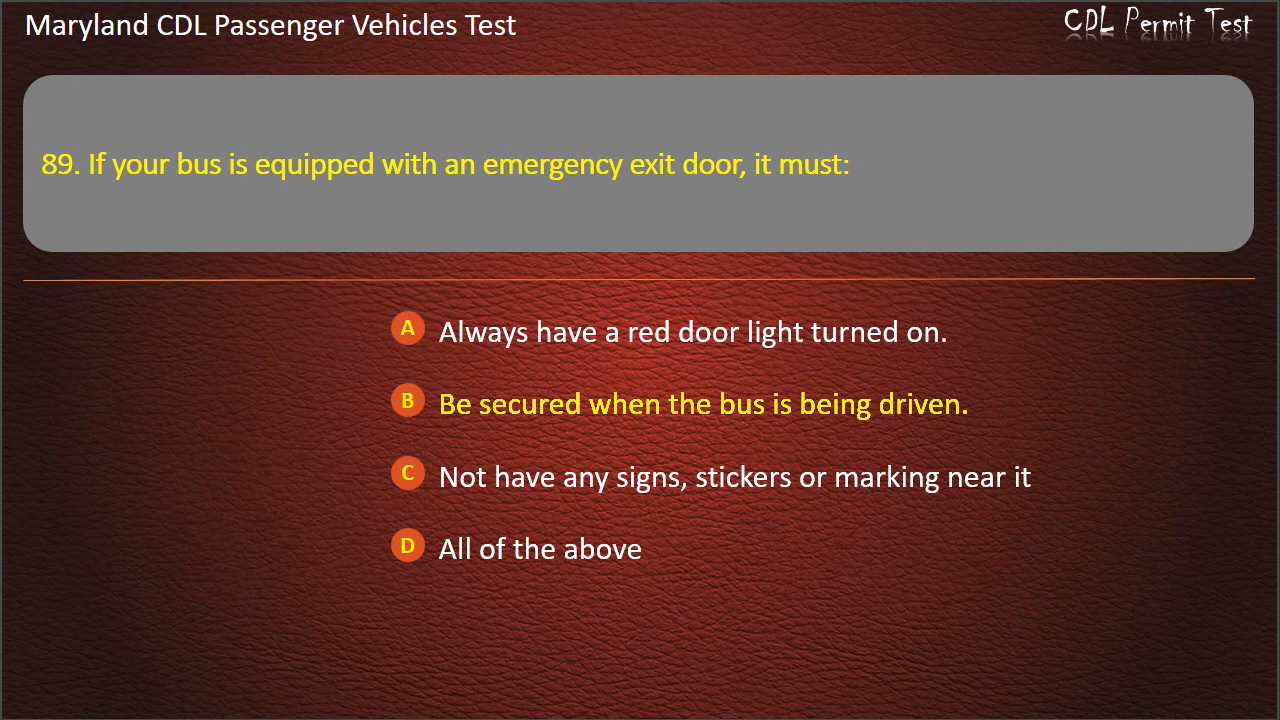 Maryland CDL Passenger Vehicles Test
CDL Permit Test
89. If your bus is equipped with an emergency exit door, it must:
A Always have a red door light turned on.
B Be secured when the bus is being driven.
C Not have any signs, stickers or marking near it
D All of the above